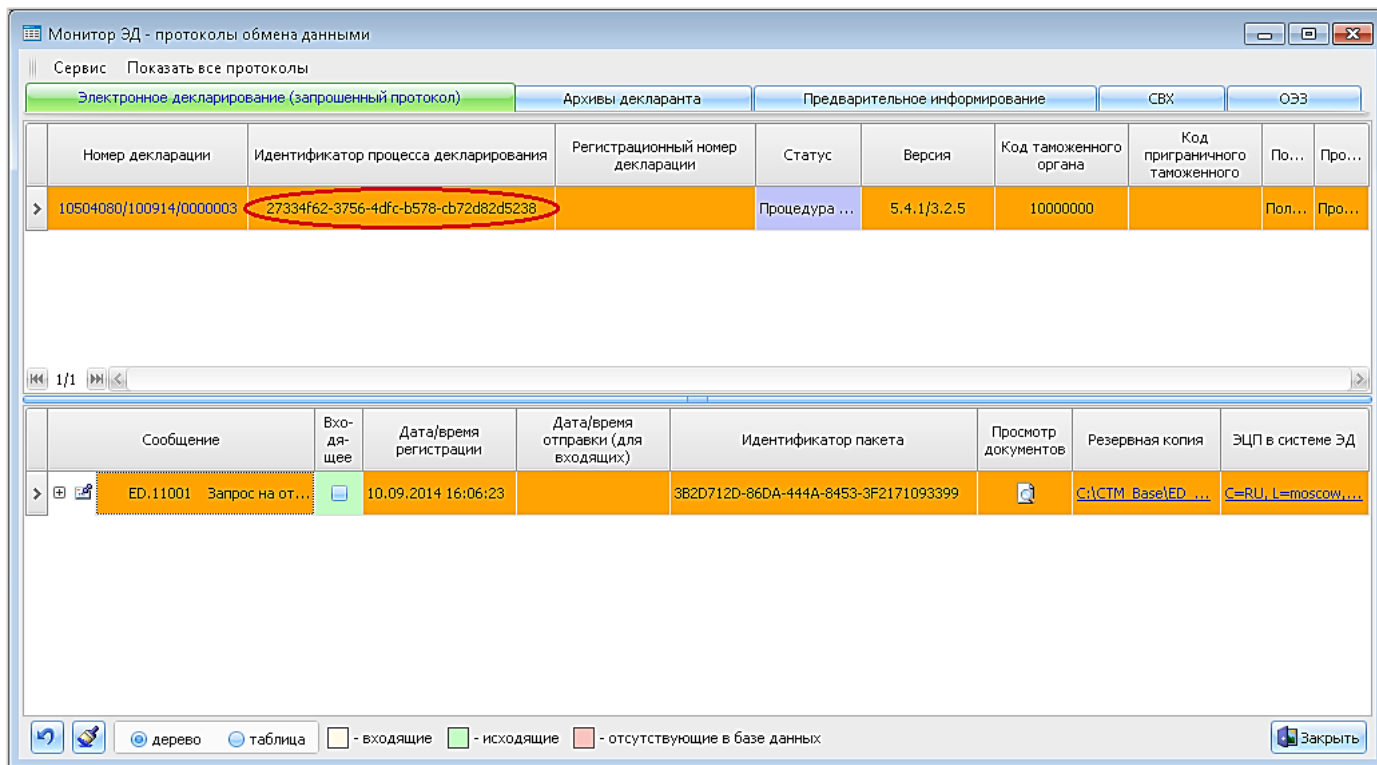 Монитор ЭД - протоколы обмена данными
Сервис Показать все протоколы
Электронное декларирование (запрошенный протокол) Архивы декларанта Предварительное информирование СВХ ОЭЗ
Номер декларации Идентификатор процесса декларирования Регистрационный номер декларации Статус Версия Код таможенного органа Код приграничного таможенного По... Про...
10504080/100914/0000003 27334f62-3756-4dfc-b578-cb72d82d5238 Процедура ... 5.4.1/3.2.5 10000000 Пол... Про...
1/1
Сообщение Вхо-дя-щее Дата/время регистрации Дата/время отправки (для входящих) Идентификатор пакета Просмотр документов Резервная копия ЭЦП в системе ЭД
ED.11001 Запрос на от... 10.09.2014 16:06:23 3B2D712D-86DA-444A-8453-3F2171093399 C:\CTM_Base\ED_... C=RU, L=moscow,...
дерево таблица - входящие - исходящие - отсутствующие в базе данных Закрыть